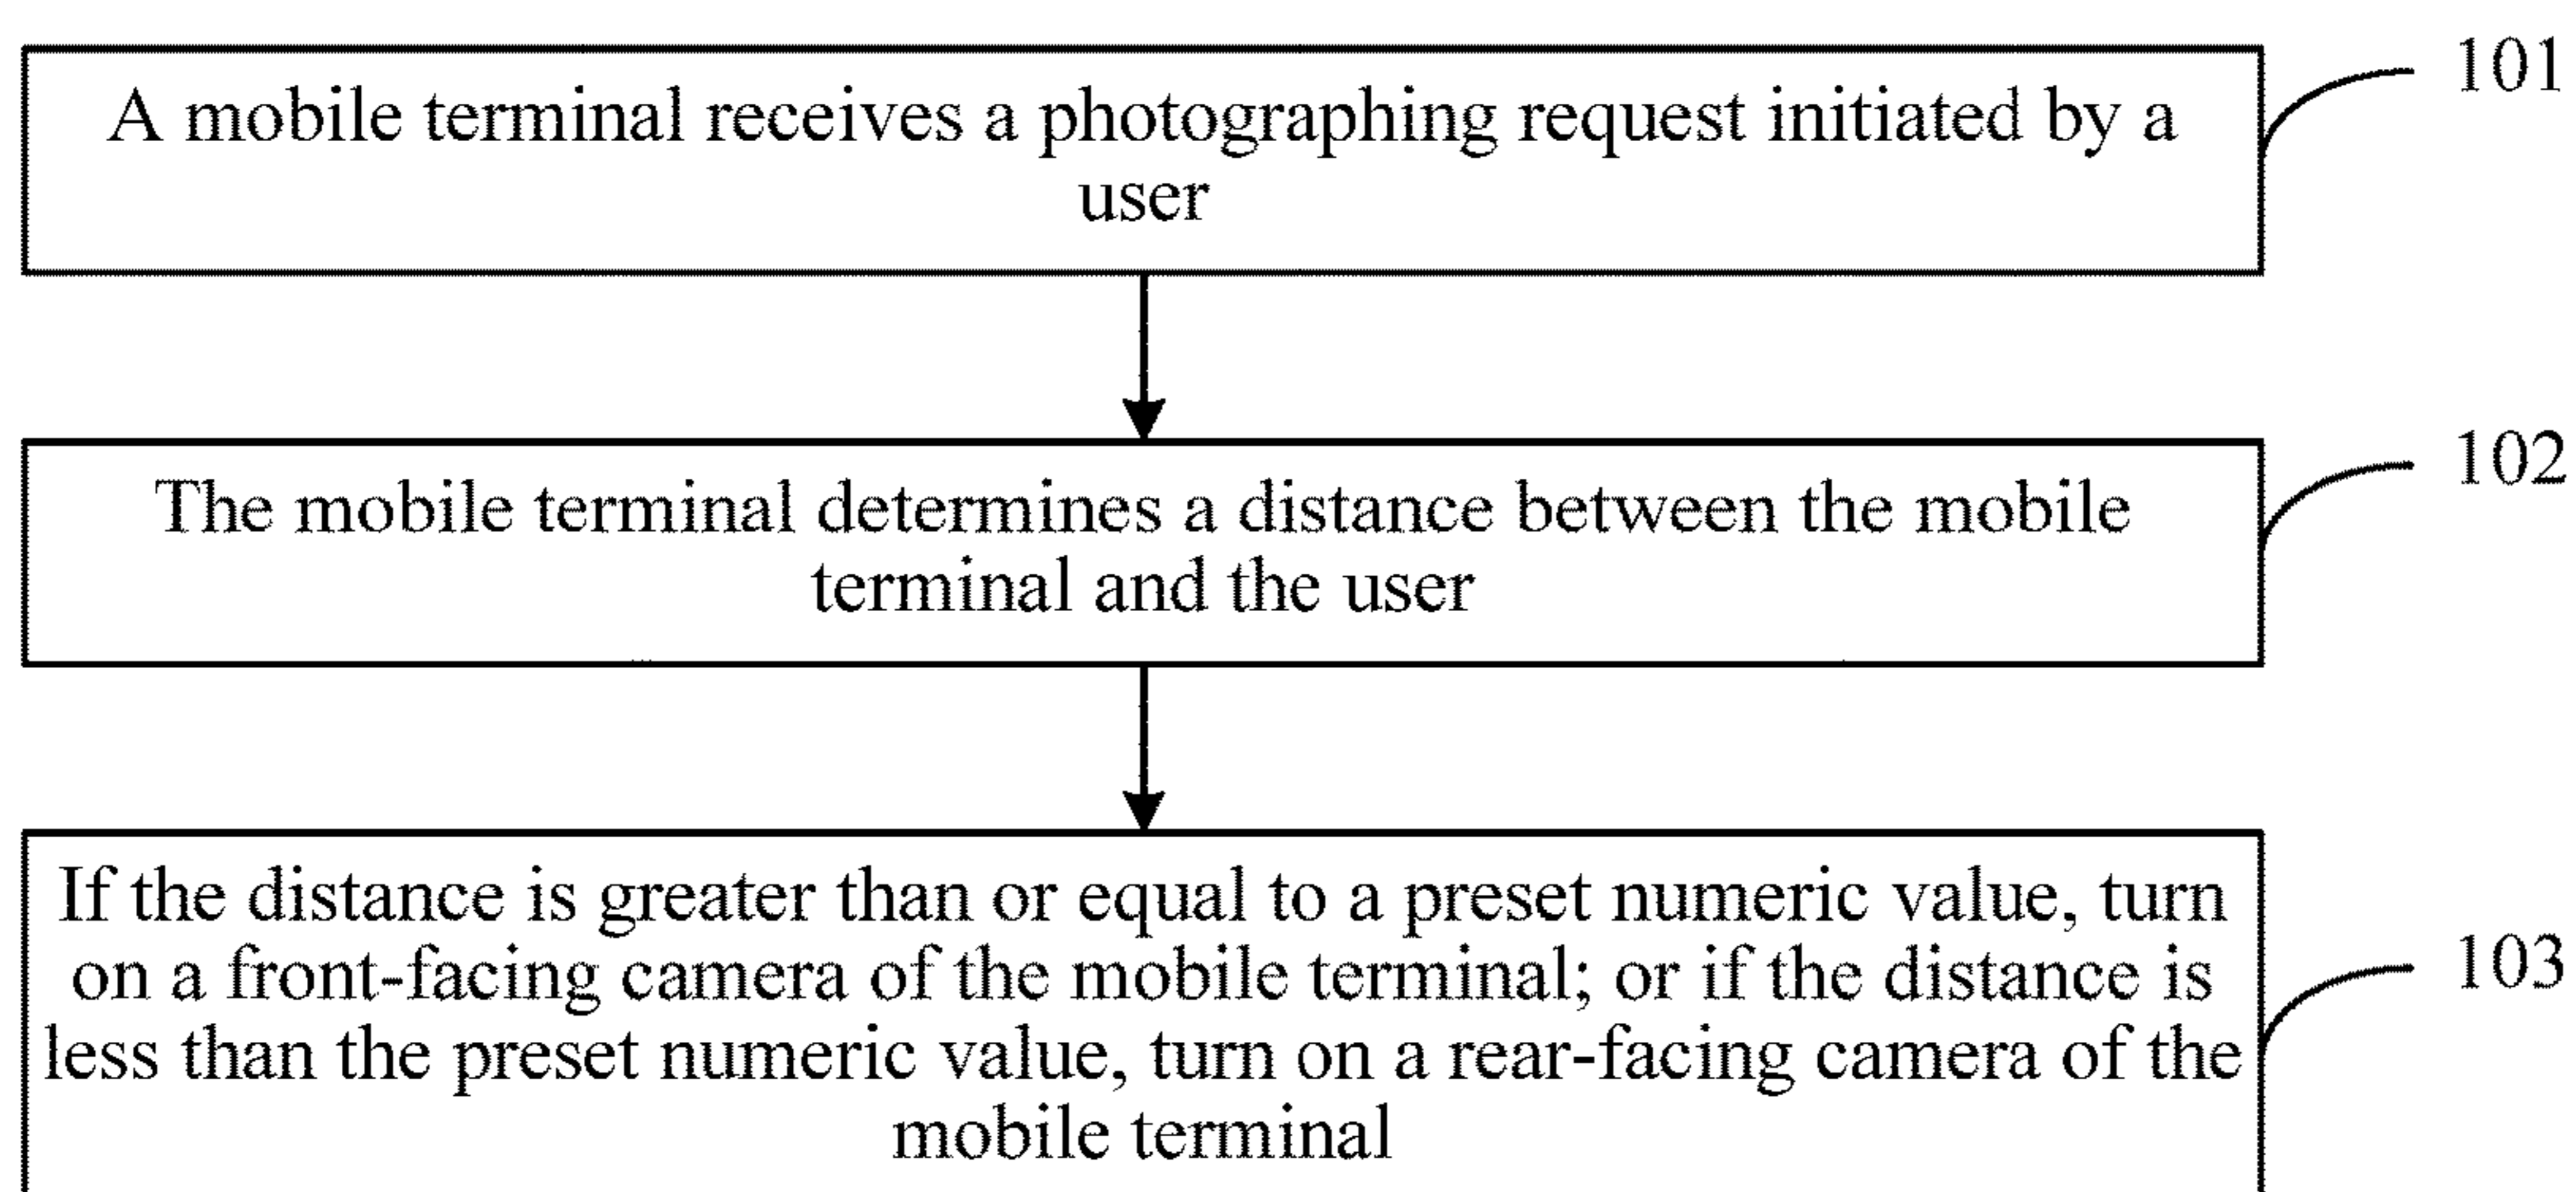 A mobile terminal receives a photographing request initiated by a
user
101
The mobile terminal determines a distance between the mobile
terminal and the user
102
If the distance is greater than or equal to a preset numeric value, turn
on a front-facing camera of the mobile terminal; or if the distance is
less than the preset numeric value, turn on a rear-facing camera of the
mobile terminal
103